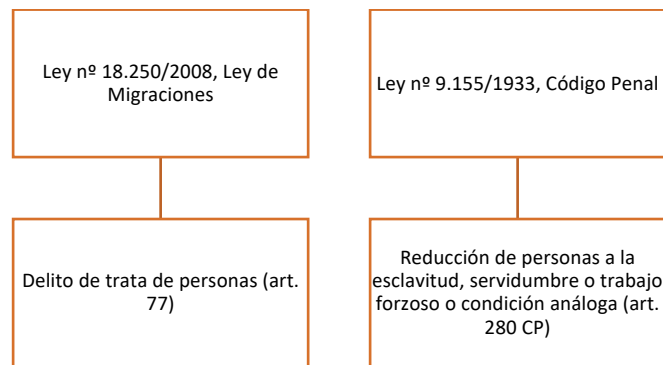 Ley nº 18.250/2008, Ley de
Migraciones
Ley nº 9.155/1933, Código Penal
Delito de trata de personas (art.
77)
Reducción de personas a la
esclavitud, servidumbre o trabajo
forzoso o condición análoga (art.
280 CP)